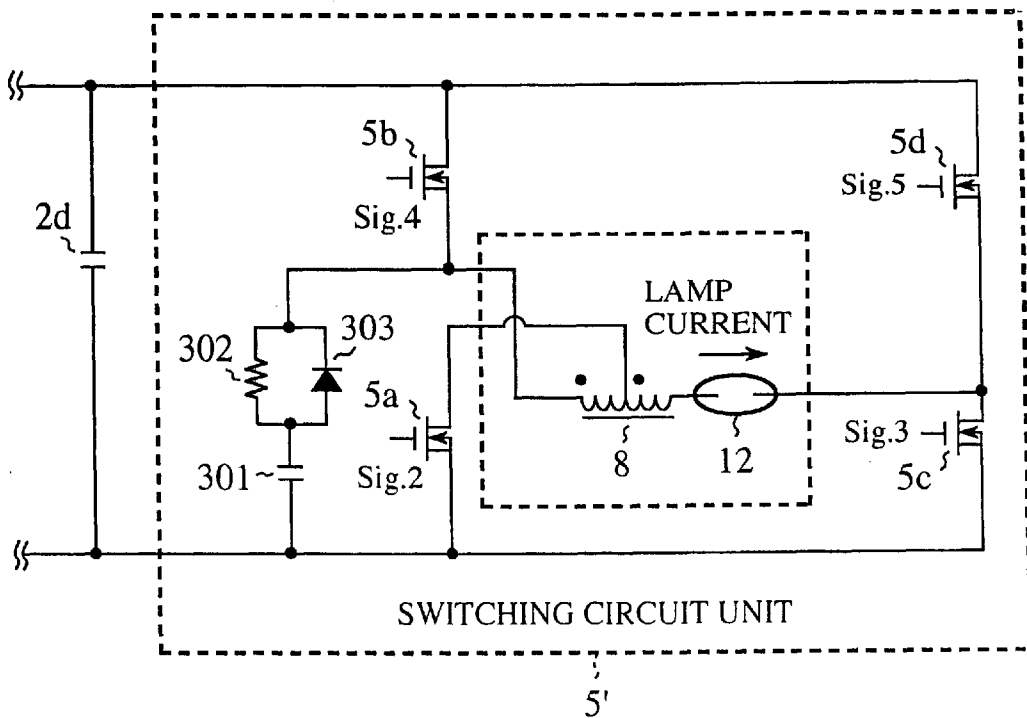 5b
5d
Sig.5
2d
Sig.4
LAMP
CURRENT
302
303
5a
Sig.3
301
Sig.2
8
12
5c
SWITCHING CIRCUIT UNIT
5'